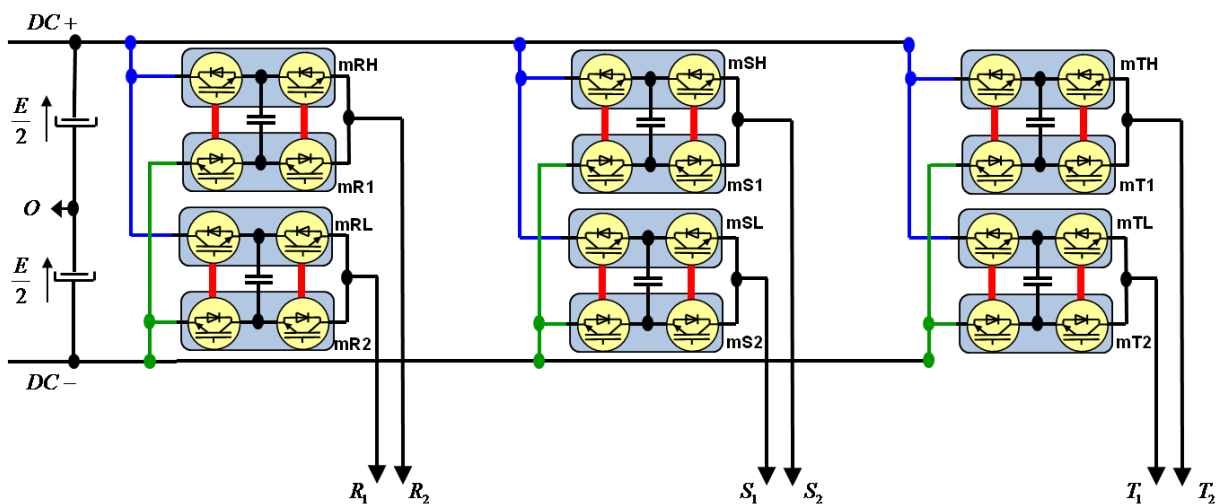 DC +
mRH
mSH
mTH
E
2
mR1
mS1
mT1
O
mRL
mSL
mTL
E
2
mR2
mS2
mT2
DC –
R1 R2 S1 S2 T1 T2